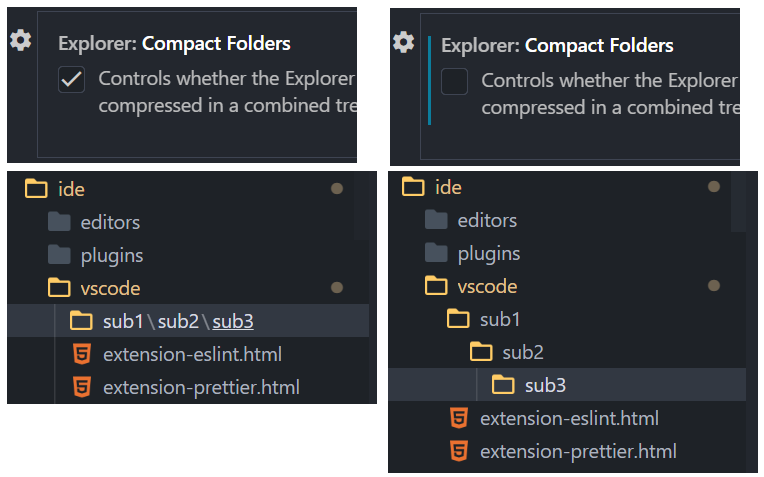 Explorer: Compact Folders
Controls whether the Explorer
compressed in a combined tre
ide
editors
plugins
vscode
sub1\sub2\sub3
extension-eslint.html
extension-prettier.html
Explorer: Compact Folders
Controls whether the Explorer
compressed in a combined tre
ide
editors
plugins
vscode
sub1
sub2
sub3
extension-eslint.html
extension-prettier.html